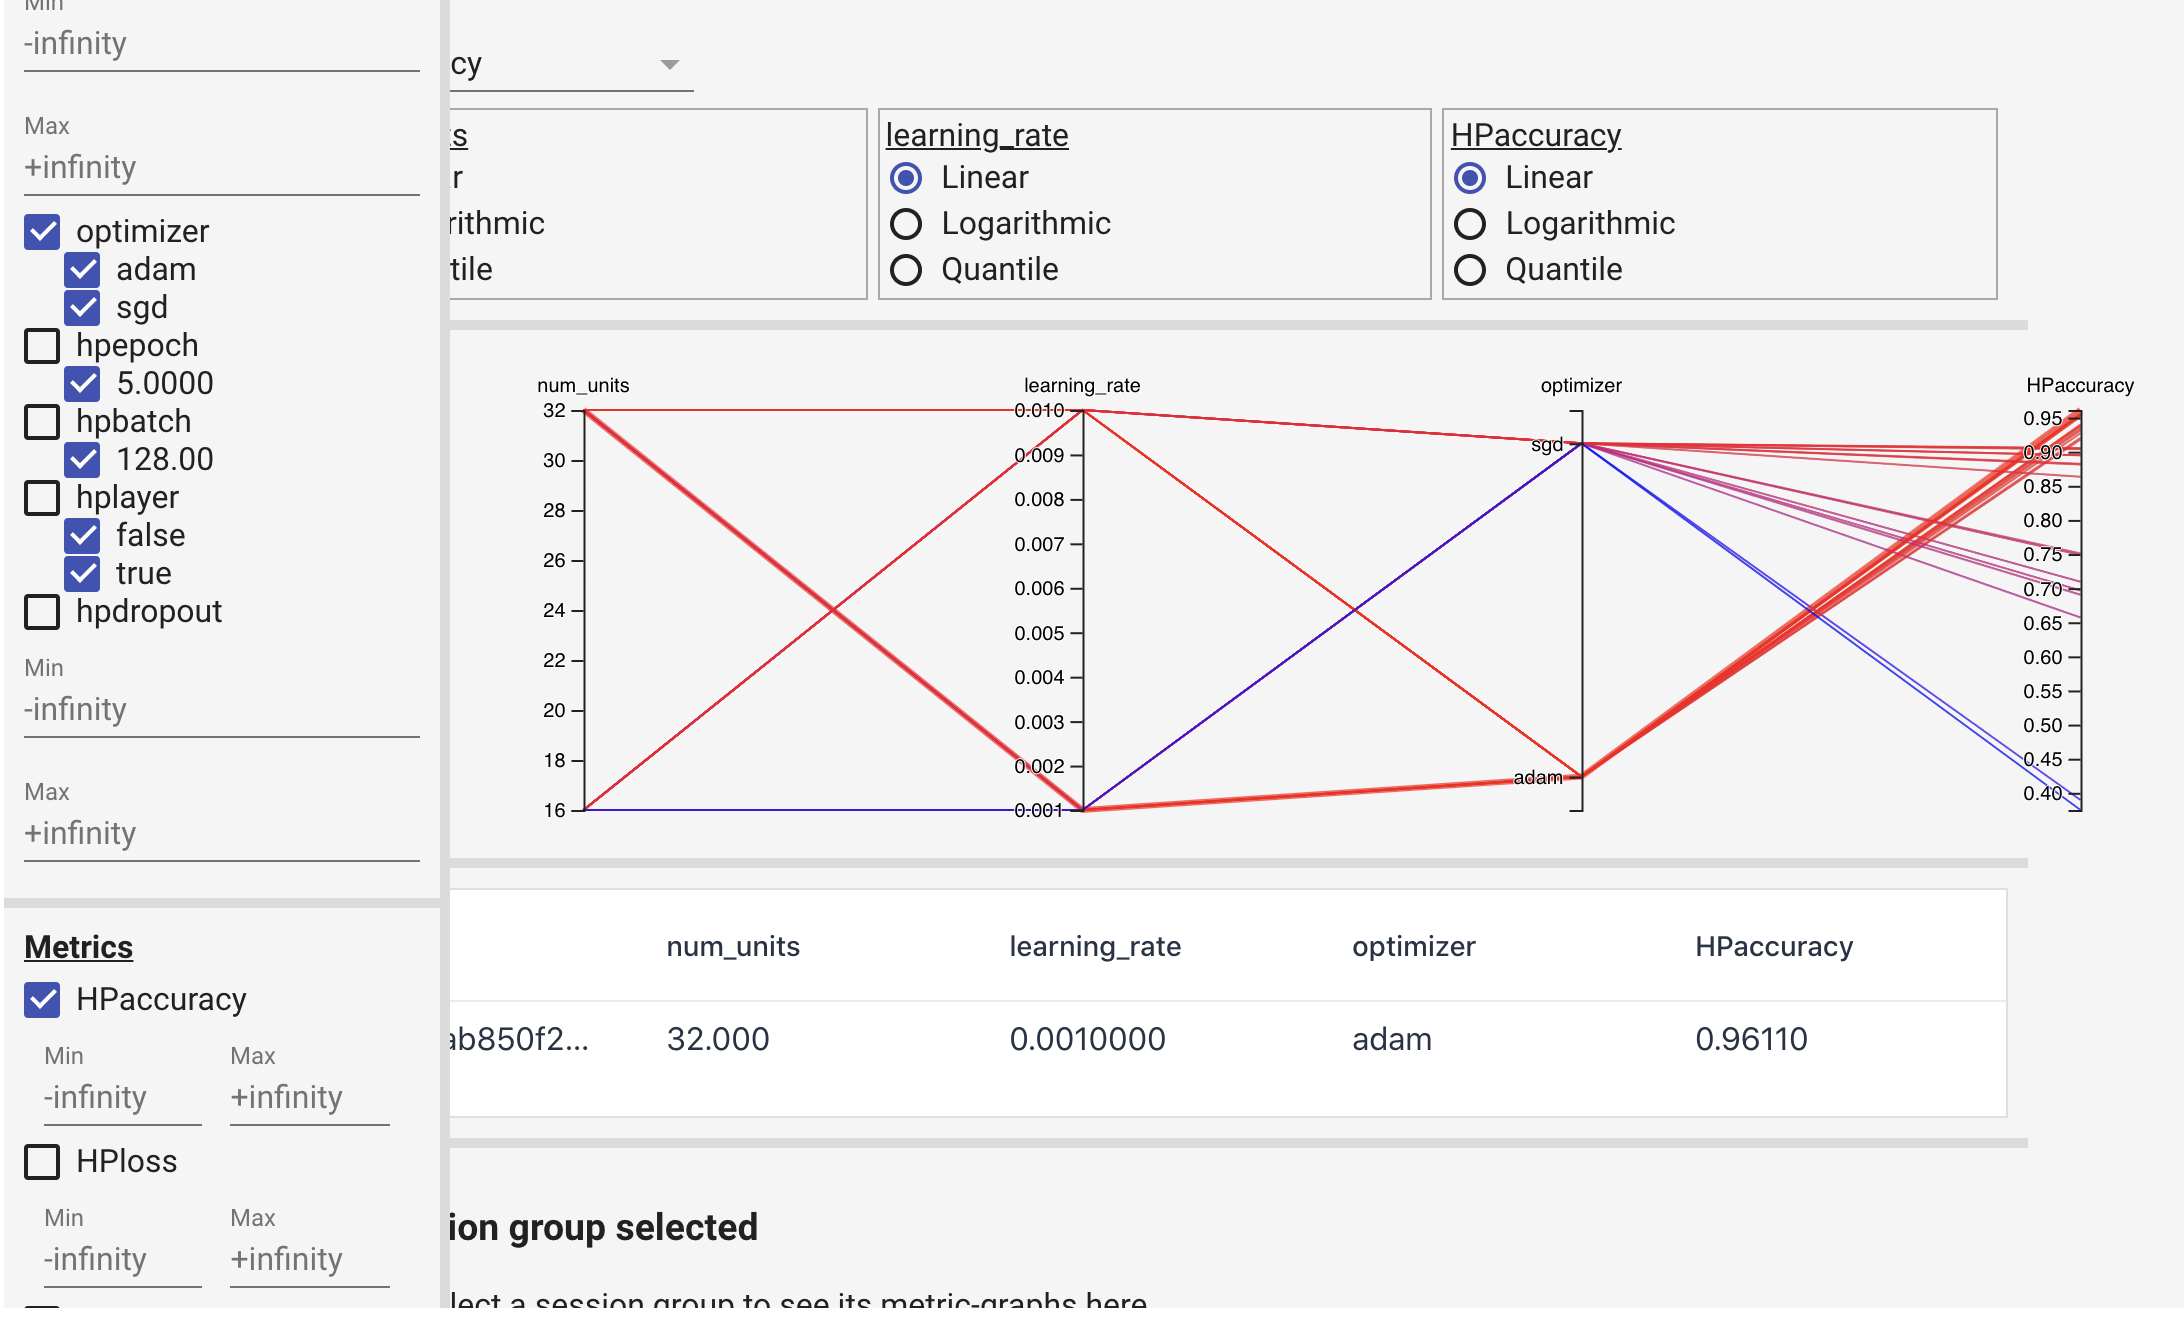 Min
-infinity
Max
+infinity
optimizer
adam
sgd
hpepoch
5.0000
hpbatch
128.00
hplayer
false
true
hpdropout
Min
-infinity
Max
+infinity
Metrics
HPaccuracy
Min Max
-infinity +infinity
HPloss
Min Max
-infinity +infinity
cy
s
r
rithmic
tile
learning_rate
Linear
Logarithmic
Quantile
HPaccuracy
Linear
Logarithmic
Quantile
num_units
32
30
28
26
24
22
20
18
16
learning_rate
0.010
0.009
0.008
0.007
0.006
0.005
0.004
0.003
0.002
0.001
optimizer
sgd
adam
HPaccuracy
0.95
0.90
0.85
0.80
0.75
0.70
0.65
0.60
0.55
0.50
0.45
0.40
num_units learning_rate optimizer HPaccuracy
ab850f2... 32.000 0.0010000 adam 0.96110
ion group selected
lect a session group to see its metric-graphs here